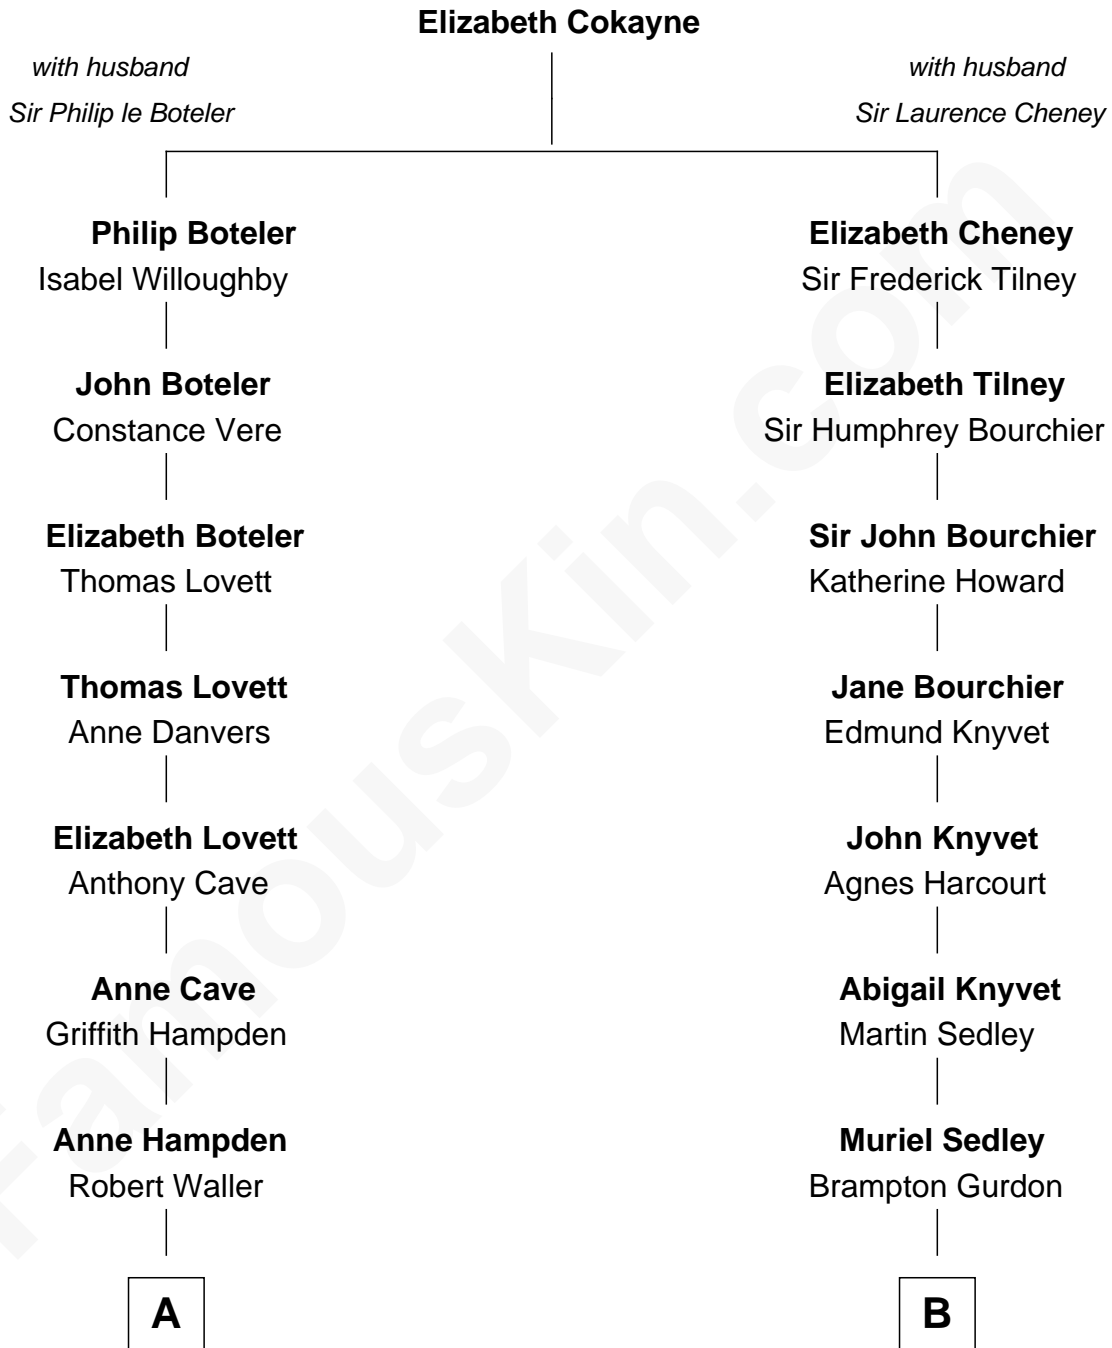 Elizabeth Cokayne
with husband
Sir Philip le Boteler
with husband
Sir Laurence Cheney
Philip Boteler
Isabel Willoughby
Elizabeth Cheney
Sir Frederick Tilney
John Boteler
Constance Vere
Elizabeth Tilney
Sir Humphrey Bourchier
Elizabeth Boteler
Thomas Lovett
Sir John Bourchier
Katherine Howard
Thomas Lovett
Anne Danvers
Jane Bourchier
Edmund Knyvet
Elizabeth Lovett
Anthony Cave
John Knyvet
Agnes Harcourt
Anne Cave
Griffith Hampden
Abigail Knyvet
Martin Sedley
Anne Hampden
Robert Waller
Muriel Sedley
Brampton Gurdon
A
B
FamousKin.com